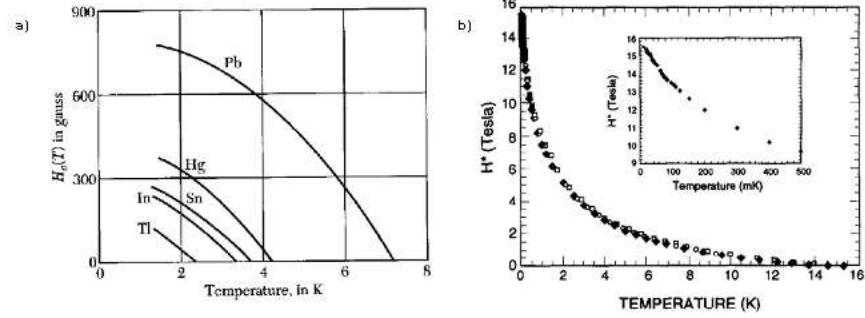 a)
H_c(T) in gauss
900
600
300
0
Pb
Hg
In
Sn
Tl
0 2 4 6 8
Temperature, in K
b)
H* (Tesla)
16
14
12
10
8
6
4
2
0
0 2 4 6 8 10 12 14 16
TEMPERATURE (K)
H* (Tesla)
16
15
14
13
12
11
10
9
0 100 200 300 400 500
Temperature (mK)